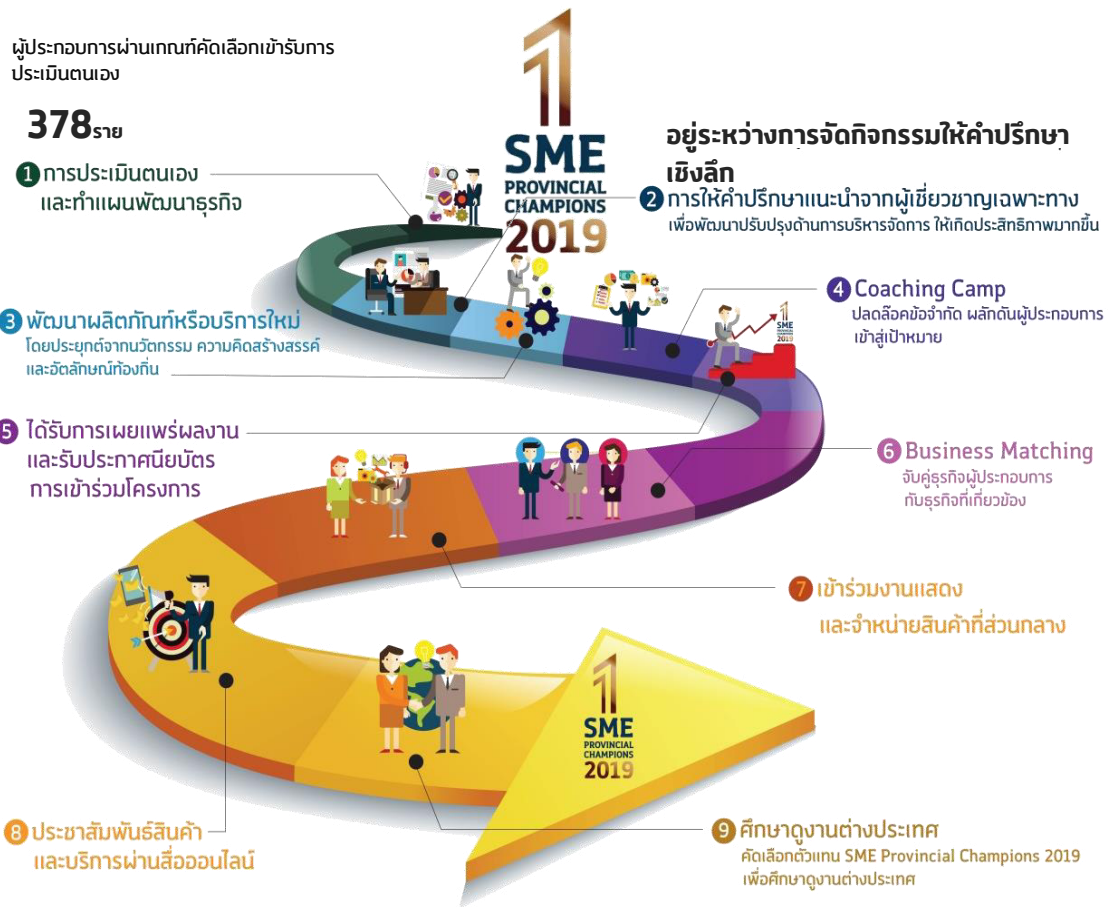 ผู้ประกอบการผ่านเกณฑ์คัดเลือกเข้ารับการ
ประเมินตนเอง
378ราย
1 การประเมินตนเอง
และทำแผนพัฒนาธุรกิจ
1
SME
PROVINCIAL
CHAMPIONS
2019
อยู่ระหว่างการจัดกิจกรรมให้คำปรึกษา
เชิงลึก
2 การให้คำปรึกษาแนะนำจากผู้เชี่ยวชาญเฉพาะทาง
เพื่อพัฒนาปรับปรุงด้านการบริหารจัดการ ให้เกิดประสิทธิภาพมากขึ้น
3 พัฒนาผลิตภัณฑ์หรือบริการใหม่
โดยประยุกต์จากนวัตกรรม ความคิดสร้างสรรค์
และอัตลักษณ์ท้องถิ่น
4 Coaching Camp
ปลดล๊อคข้อจำกัด ผลักดันผู้ประกอบการ
เข้าสู่เป้าหมาย
1
SME
PROVINCIAL
CHAMPIONS
2019
5 ได้รับการเผยแพร่ผลงาน
และรับประกาศนียบัตร
การเข้าร่วมโครงการ
6 Business Matching
จับคู่ธุรกิจผู้ประกอบการ
กับธุรกิจที่เกี่ยวข้อง
7 เข้าร่วมงานแสดง
และจำหน่ายสินค้าที่ส่วนกลาง
1
SME
PROVINCIAL
CHAMPIONS
2019
8 ประชาสัมพันธ์สินค้า
และบริการผ่านสื่อออนไลน์
9 ศึกษาดูงานต่างประเทศ
คัดเลือกตัวแทน SME Provincial Champions 2019
เพื่อศึกษาดูงานต่างประเทศ